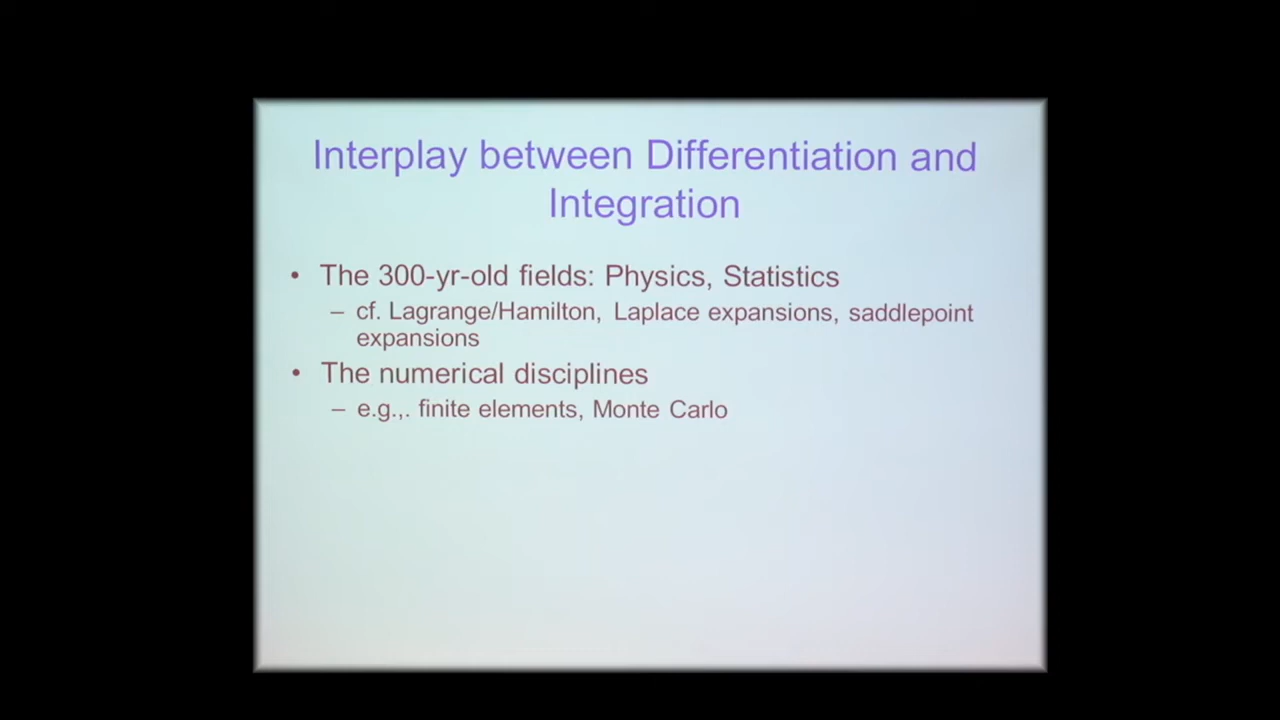 Interplay between Differentiation and
Integration
• The 300-yr-old fields: Physics, Statistics
– cf. Lagrange/Hamilton, Laplace expansions, saddlepoint
expansions
• The numerical disciplines
– e.g.,. finite elements, Monte Carlo